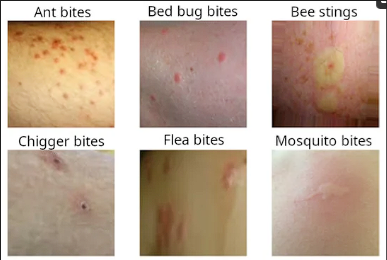 Ant bites
Bed bug bites
Bee stings
Chigger bites
Flea bites
Mosquito bites